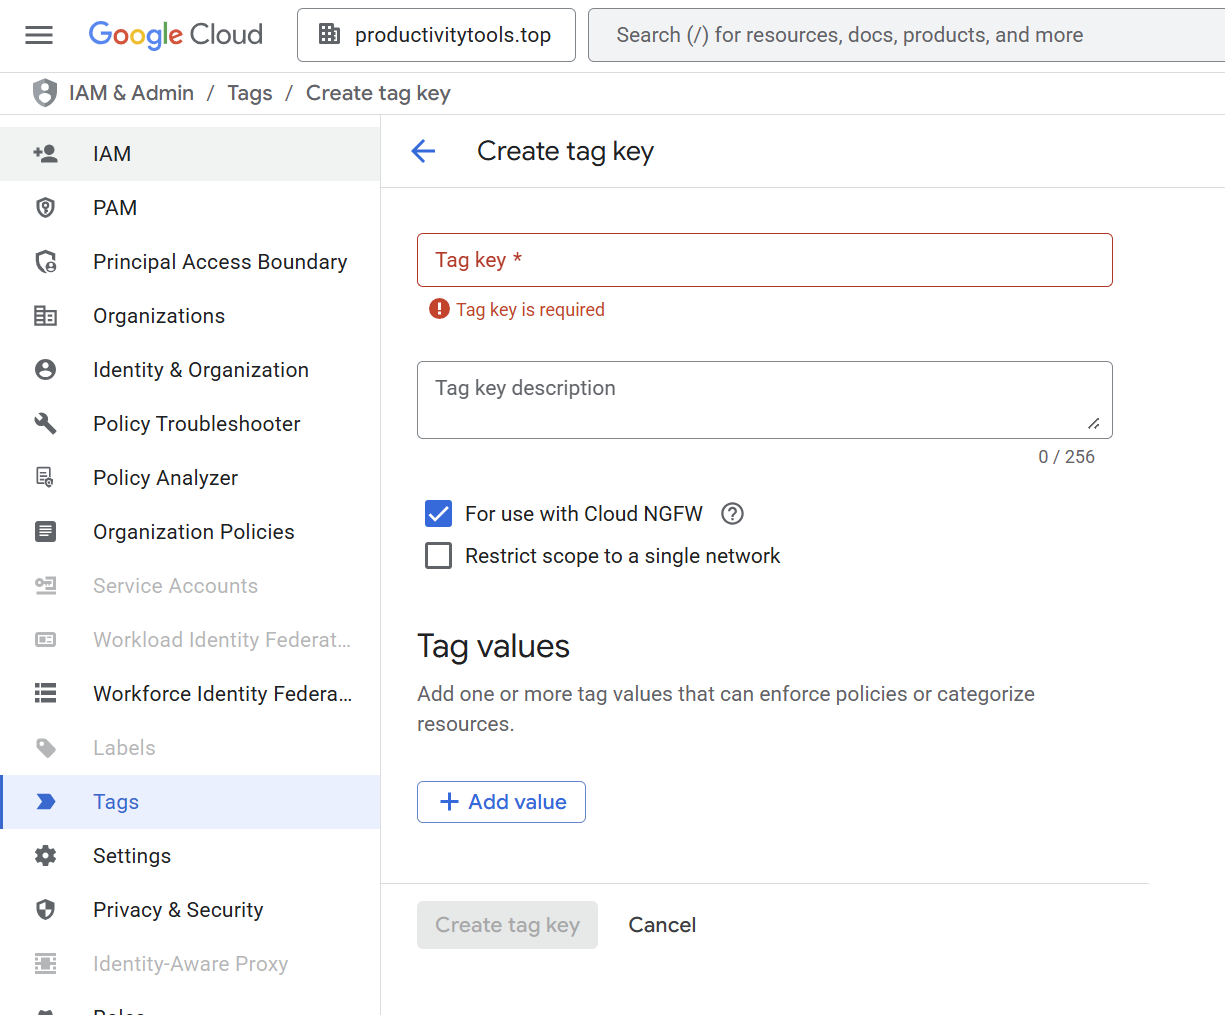 Google Cloud
productivitytools.top
Search (/) for resources, docs, products, and more
IAM & Admin / Tags / Create tag key
IAM
PAM
Principal Access Boundary
Organizations
Identity & Organization
Policy Troubleshooter
Policy Analyzer
Organization Policies
Service Accounts
Workload Identity Federat...
Workforce Identity Federa...
Labels
Tags
Settings
Privacy & Security
Identity-Aware Proxy
Create tag key
Tag key *
Tag key is required
Tag key description
0 / 256
For use with Cloud NGFW
Restrict scope to a single network
Tag values
Add one or more tag values that can enforce policies or categorize
resources.
Add value
Create tag key
Cancel